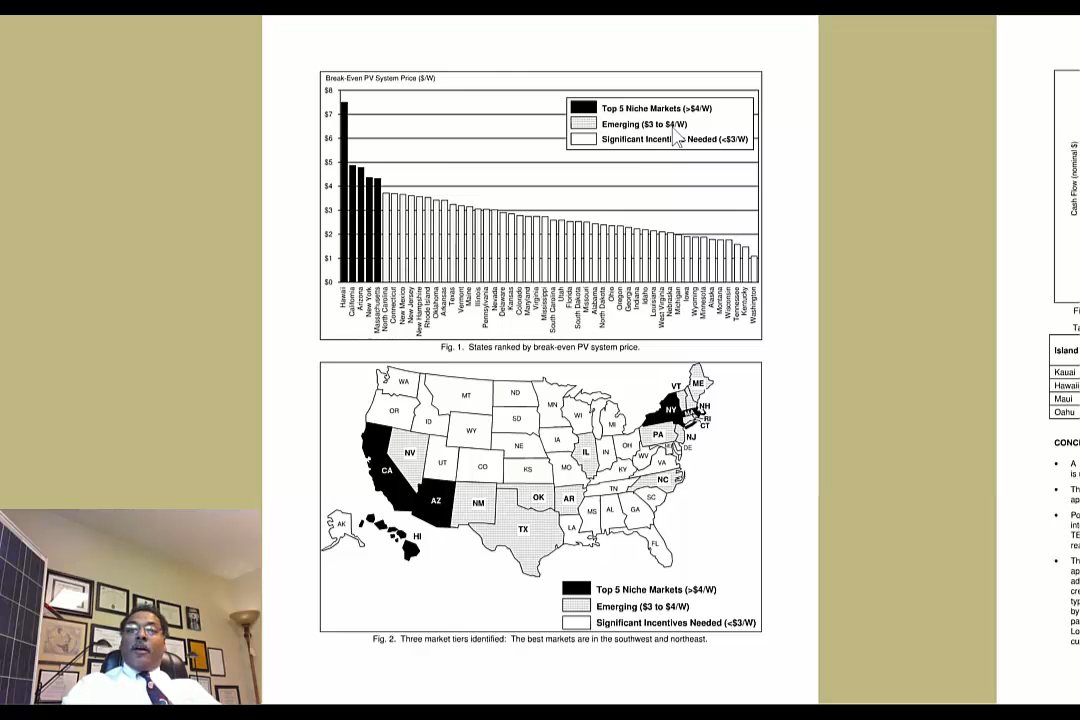 Break-Even PV System Price ($/W)
$8
$7
$6
$5
$4
$3
$2
$1
$0
Top 5 Niche Markets (>$4/W)
Emerging ($3 to $4/W)
Significant Incenti Needed (<$3/W)
Hawaii
California
Arizona
New York
Massachusetts
North Carolina
Connecticut
New Mexico
New Jersey
New Hampshire
Rhode Island
Oklahoma
Arkansas
Texas
Vermont
Maine
Illinois
Pennsylvania
Nevada
Delaware
Kansas
Colorado
Maryland
Virginia
Mississippi
South Carolina
Utah
Florida
South Dakota
Missouri
Alabama
North Dakota
Ohio
Oregon
Georgia
Indiana
Idaho
Louisiana
West Virginia
Nebraska
Michigan
Iowa
Wyoming
Minnesota
Alaska
Montana
Wisconsin
Tennessee
Kentucky
Washington
Fig. 1. States ranked by break-even PV system price.
WA
MT
ND
MN
VT
ME
OR
ID
WY
SD
WI
MI
NY
NH
MA
RI
CT
NV
UT
CO
NE
IA
IL
IN
OH
PA
NJ
DE
CA
KS
MO
KY
WV
VA
AZ
NM
OK
AR
TN
NC
SC
TX
LA
MS
AL
GA
FL
AK
HI
Top 5 Niche Markets (>$4/W)
Emerging ($3 to $4/W)
Significant Incentives Needed (<$3/W)
Fig. 2. Three market tiers identified: The best markets are in the southwest and northeast.
Cash Flow (nominal $)
Island
Kauai
Hawaii
Maui
Oahu